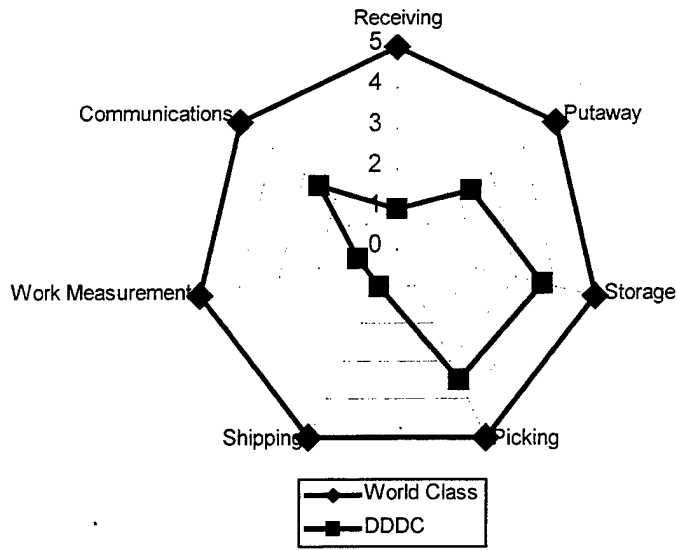 Receiving
5
4
Communications
Putaway
3
2
1
0
Work Measurement
Storage
Shipping
Picking
World Class
DDDC